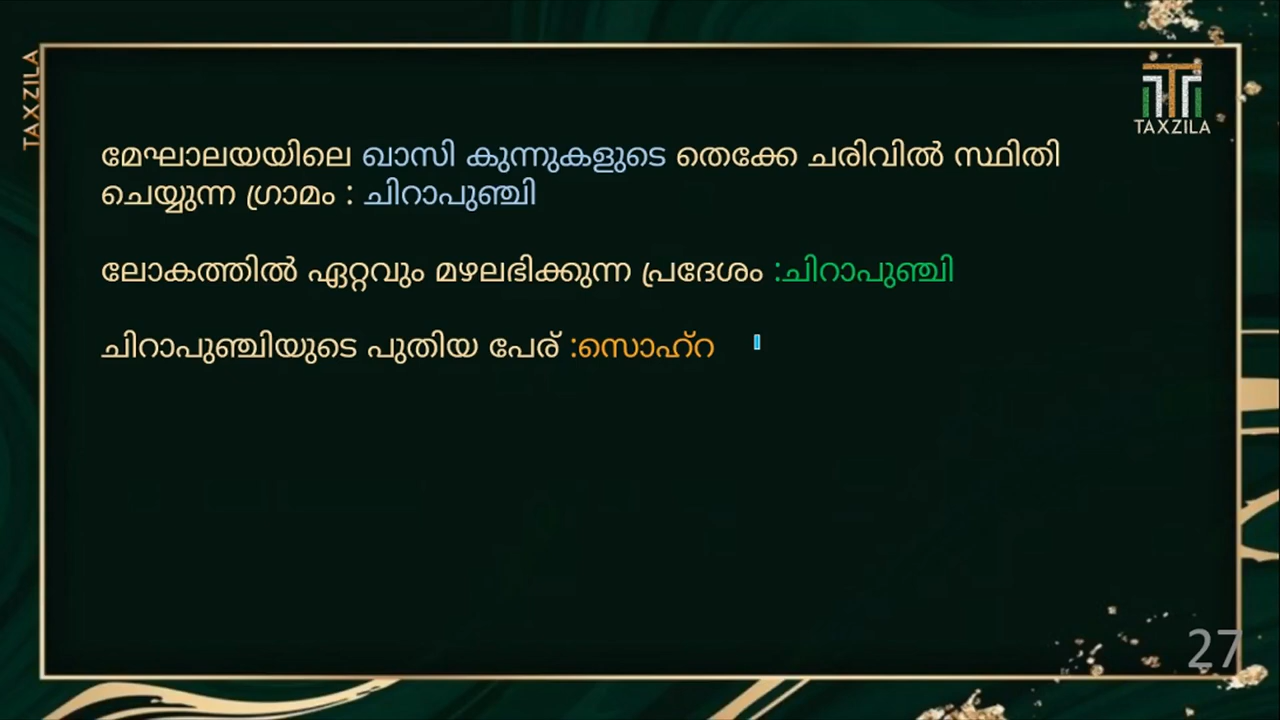 TAXZILA
TAXZILA
മേഘാലയയിലെ ഖാസി കുന്നുകളുടെ തെക്കേ ചരിവിൽ സ്ഥിതി
ചെയ്യുന്ന ഗ്രാമം : ചിറാപുഞ്ചി
ലോകത്തിൽ ഏറ്റവും മഴലഭിക്കുന്ന പ്രദേശം :ചിറാപുഞ്ചി
ചിറാപുഞ്ചിയുടെ പുതിയ പേര് :സൊഹ്റ
27